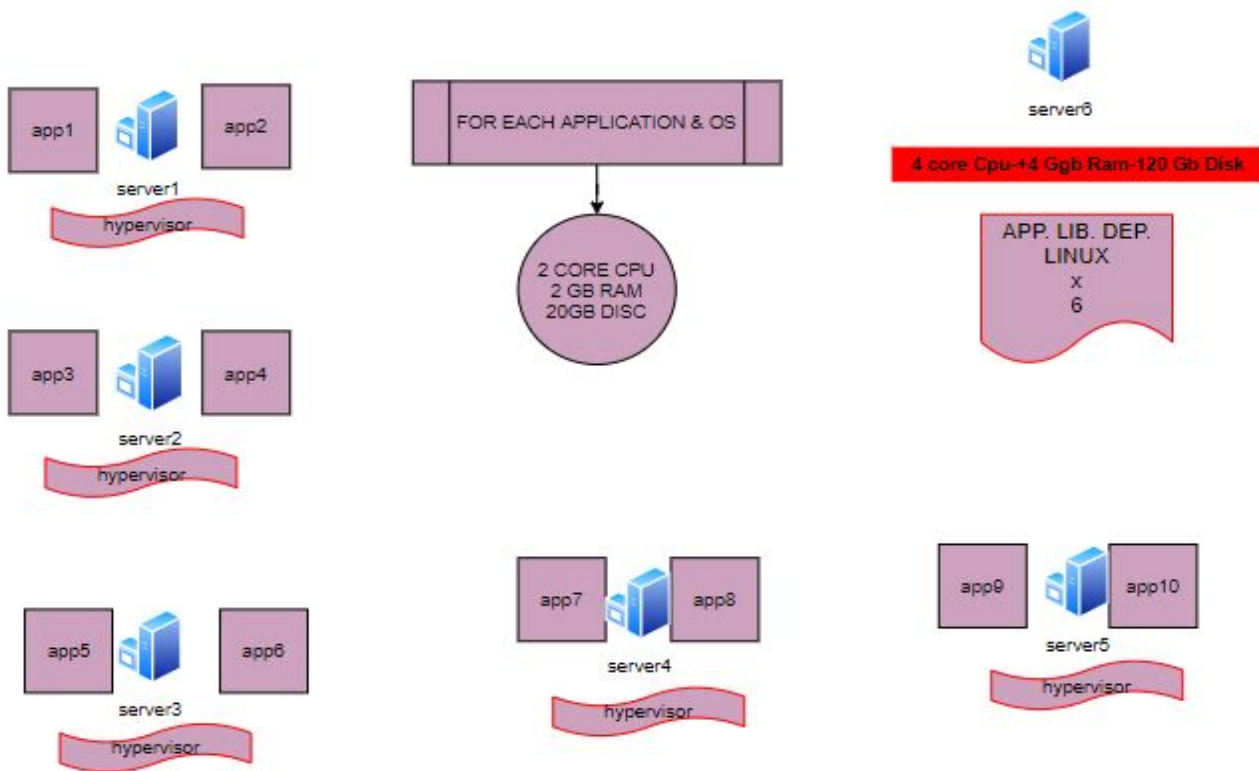 server6
app1
app2
server1
hypervisor
FOR EACH APPLICATION & OS
4 core Cpu-+4 Ggb Ram-120 Gb Disk
2 CORE CPU
2 GB RAM
20GB DISC
APP. LIB. DEP.
LINUX
x
6
app3
app4
server2
hypervisor
app5
app6
server3
hypervisor
app7
app8
server4
hypervisor
app9
app10
server5
hypervisor